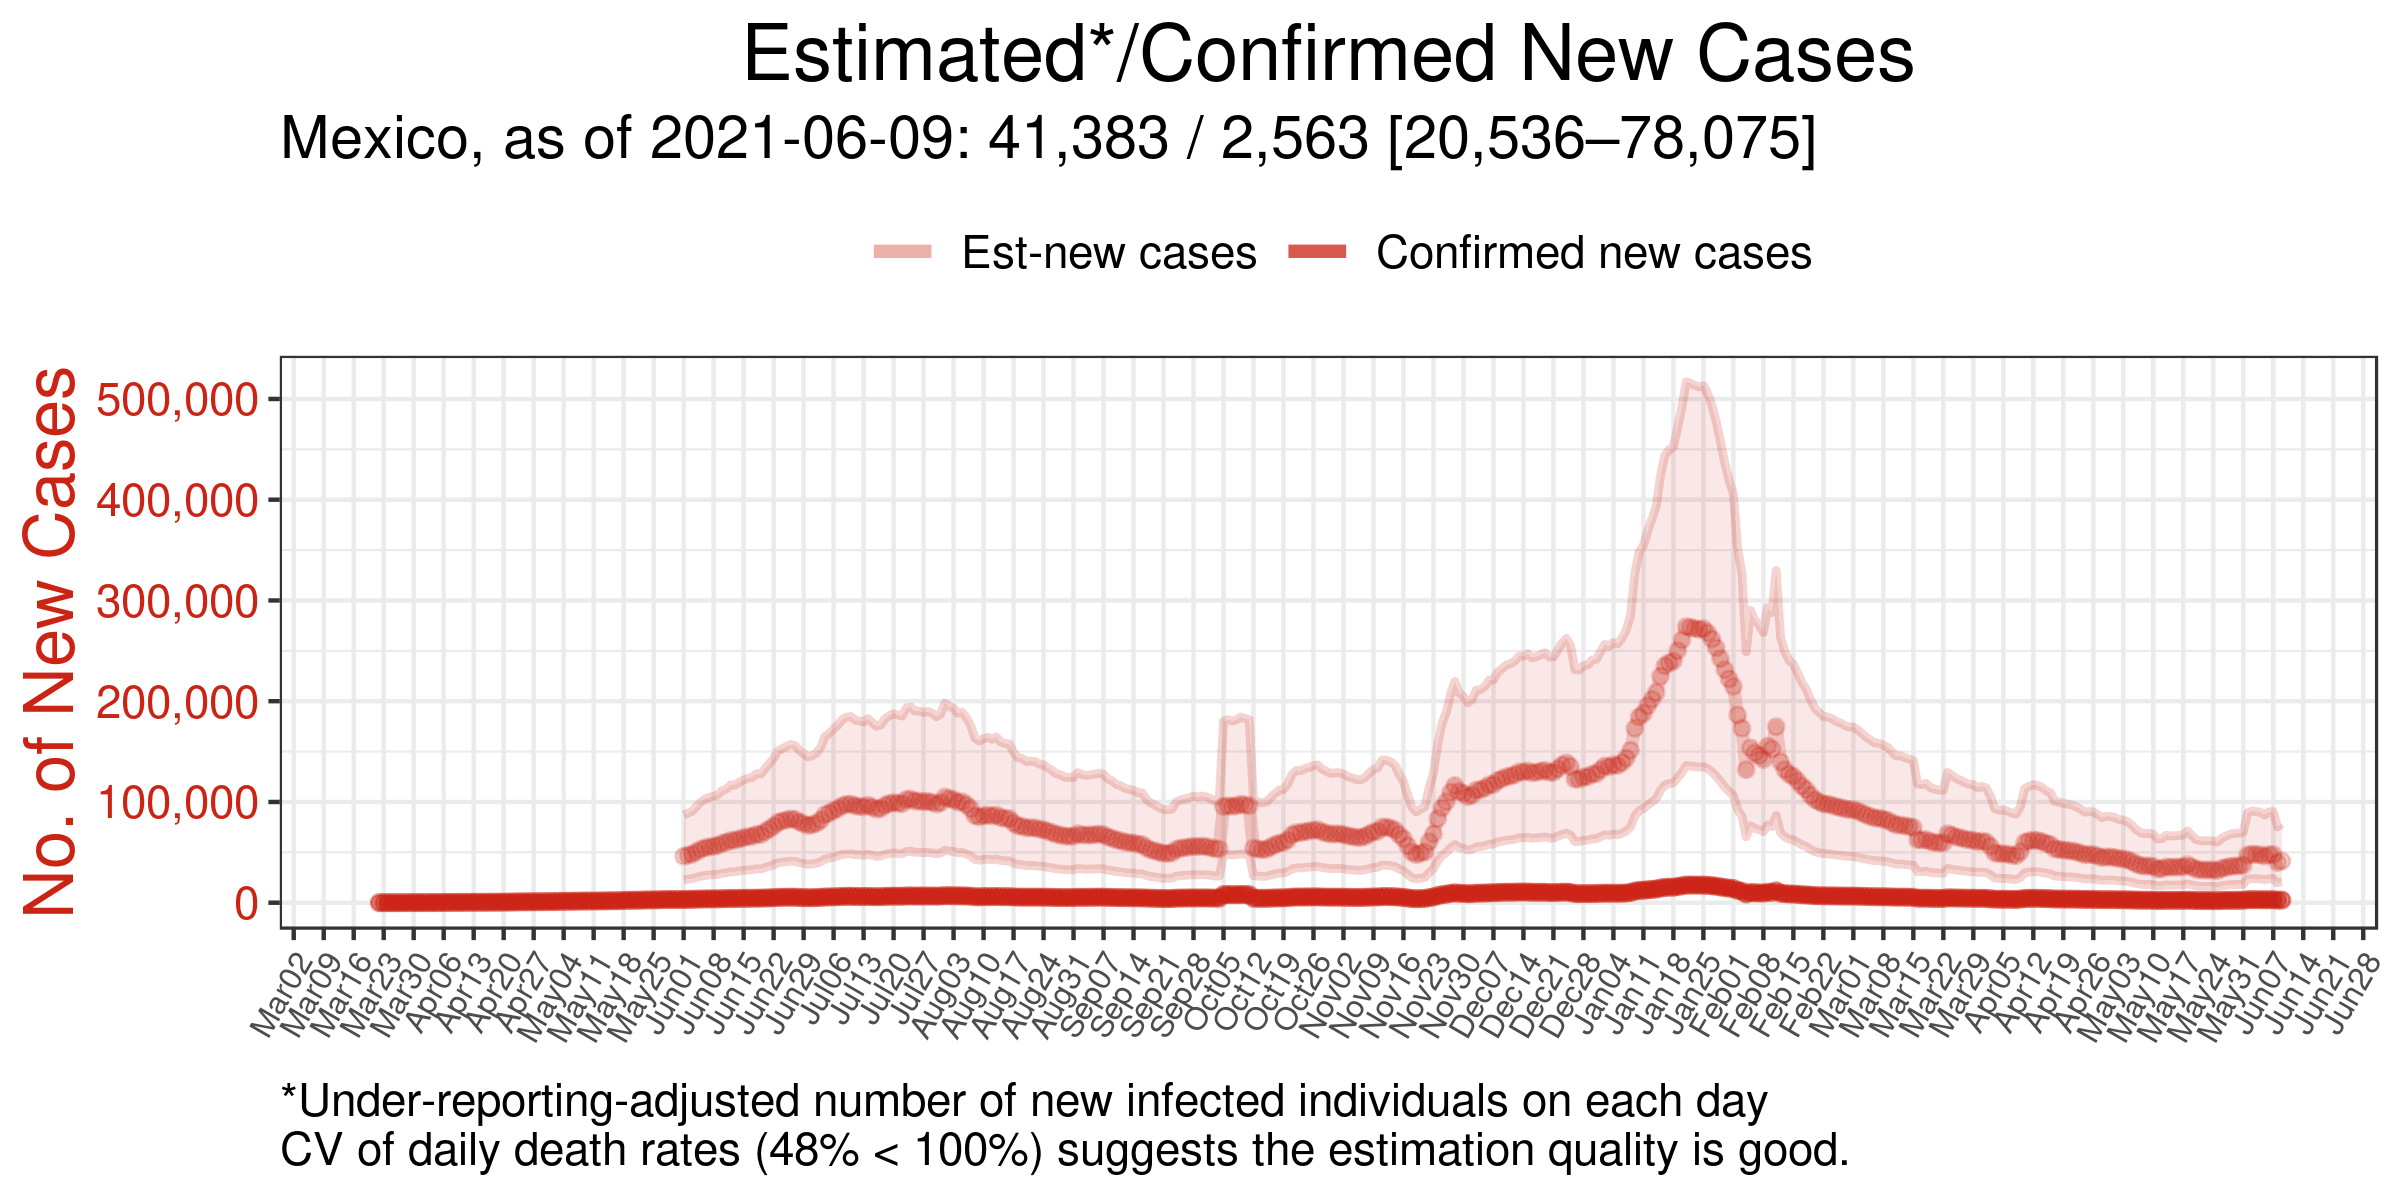 Estimated*/Confirmed New Cases
Mexico, as of 2021-06-09: 41,383 / 2,563 [20,536–78,075]
Est-new cases Confirmed new cases
No. of New Cases
500,000
400,000
300,000
200,000
100,000
0
Mar02 Mar09 Mar16 Mar23 Mar30 Apr06 Apr13 Apr20 Apr27 May04 May11 May18 May25 Jun01 Jun08 Jun15 Jun22 Jun29 Jul06 Jul13 Jul20 Jul27 Aug03 Aug10 Aug17 Aug24 Aug31 Sep07 Sep14 Sep21 Sep28 Oct05 Oct12 Oct19 Oct26 Nov02 Nov09 Nov16 Nov23 Nov30 Dec07 Dec14 Dec21 Dec28 Jan04 Jan11 Jan18 Jan25 Feb01 Feb08 Feb15 Feb22 Mar01 Mar08 Mar15 Mar22 Mar29 Apr05 Apr12 Apr19 Apr26 May03 May10 May17 May24 May31 Jun07 Jun14 Jun21 Jun28
*Under-reporting-adjusted number of new infected individuals on each day
CV of daily death rates (48% < 100%) suggests the estimation quality is good.